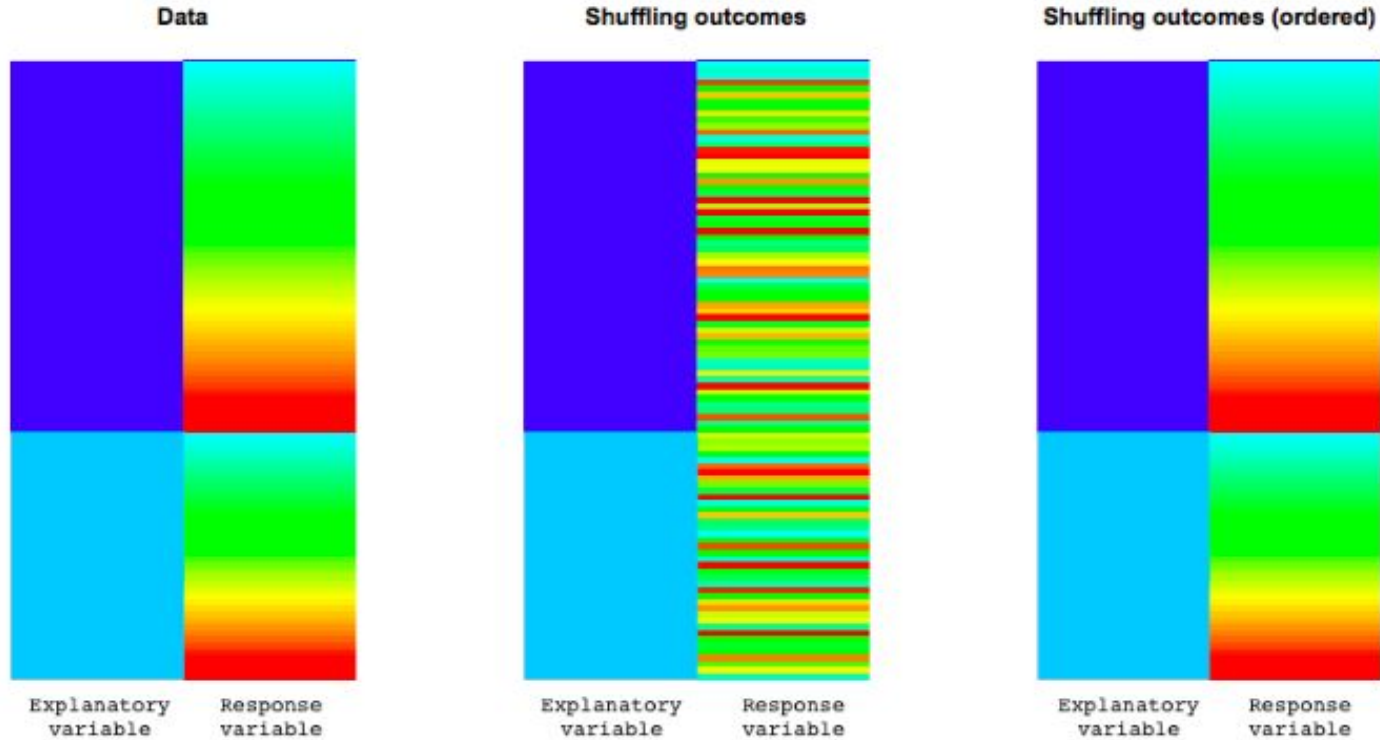 Data
Shuffling outcomes
Shuffling outcomes (ordered)
Explanatory Response
variable variable
Explanatory Response
variable variable
Explanatory Response
variable variable